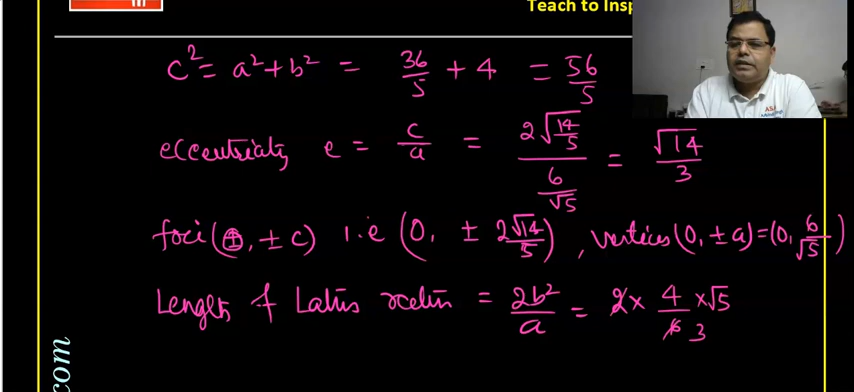 Teach to Insp
c² = a² + b² = 36/5 + 4 = 56/5
eccentricity e = c/a = 2√(14/5) / (6/√5) = √14/3
foci (0, ± c) i.e (0, ± 2√14/5), vertices (0, ± a) = (0, 6/√5)
Length of Latus rectum = 2b²/a = 2 × 4/6 × √5
3
.com